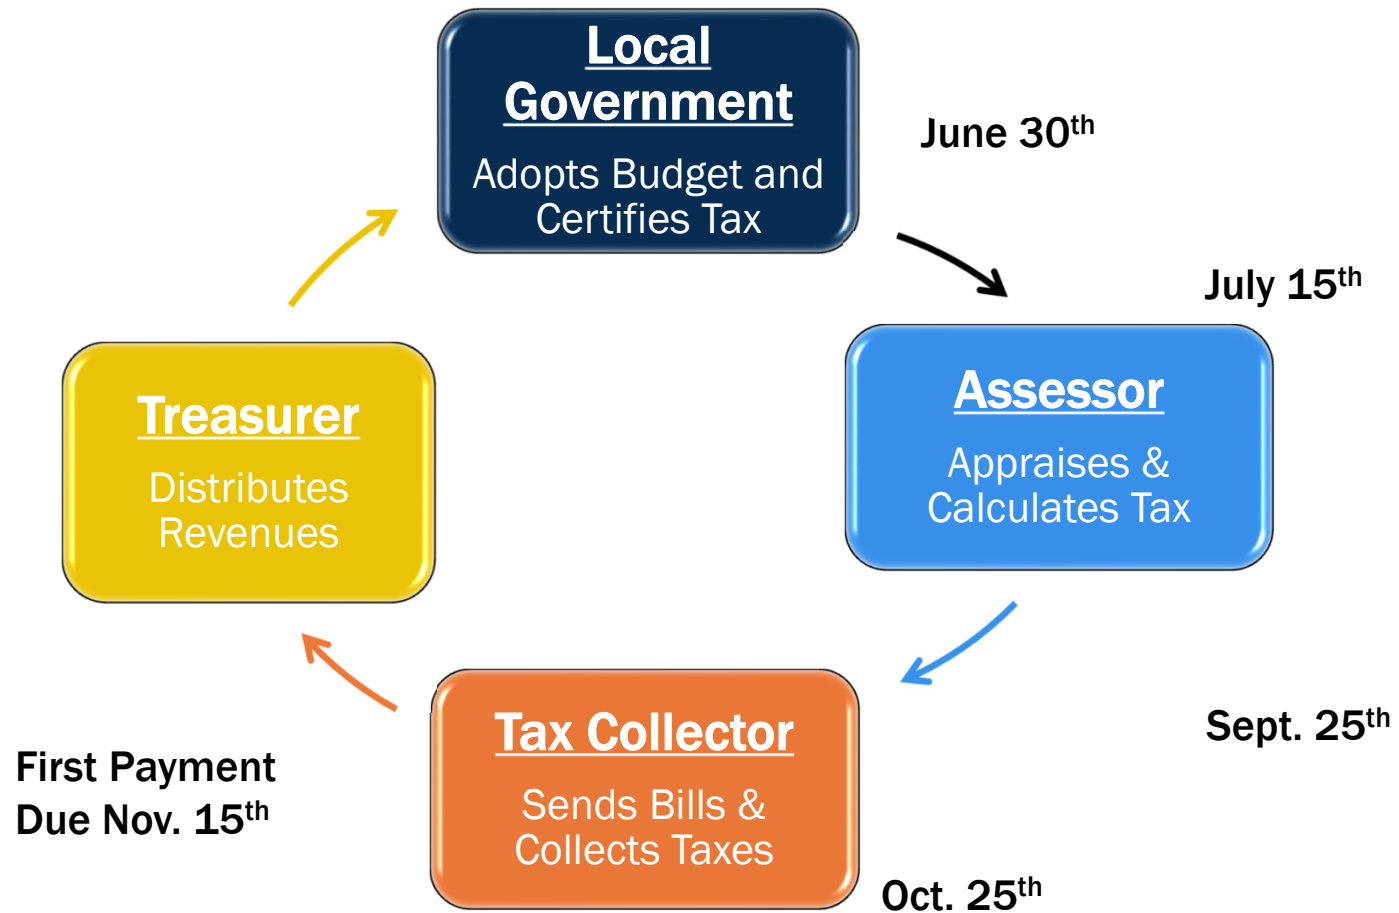 Local
Government
Adopts Budget and
Certifies Tax
June 30th
July 15th
Assessor
Appraises &
Calculates Tax
Treasurer
Distributes
Revenues
Sept. 25th
Tax Collector
Sends Bills &
Collects Taxes
First Payment
Due Nov. 15th
Oct. 25th